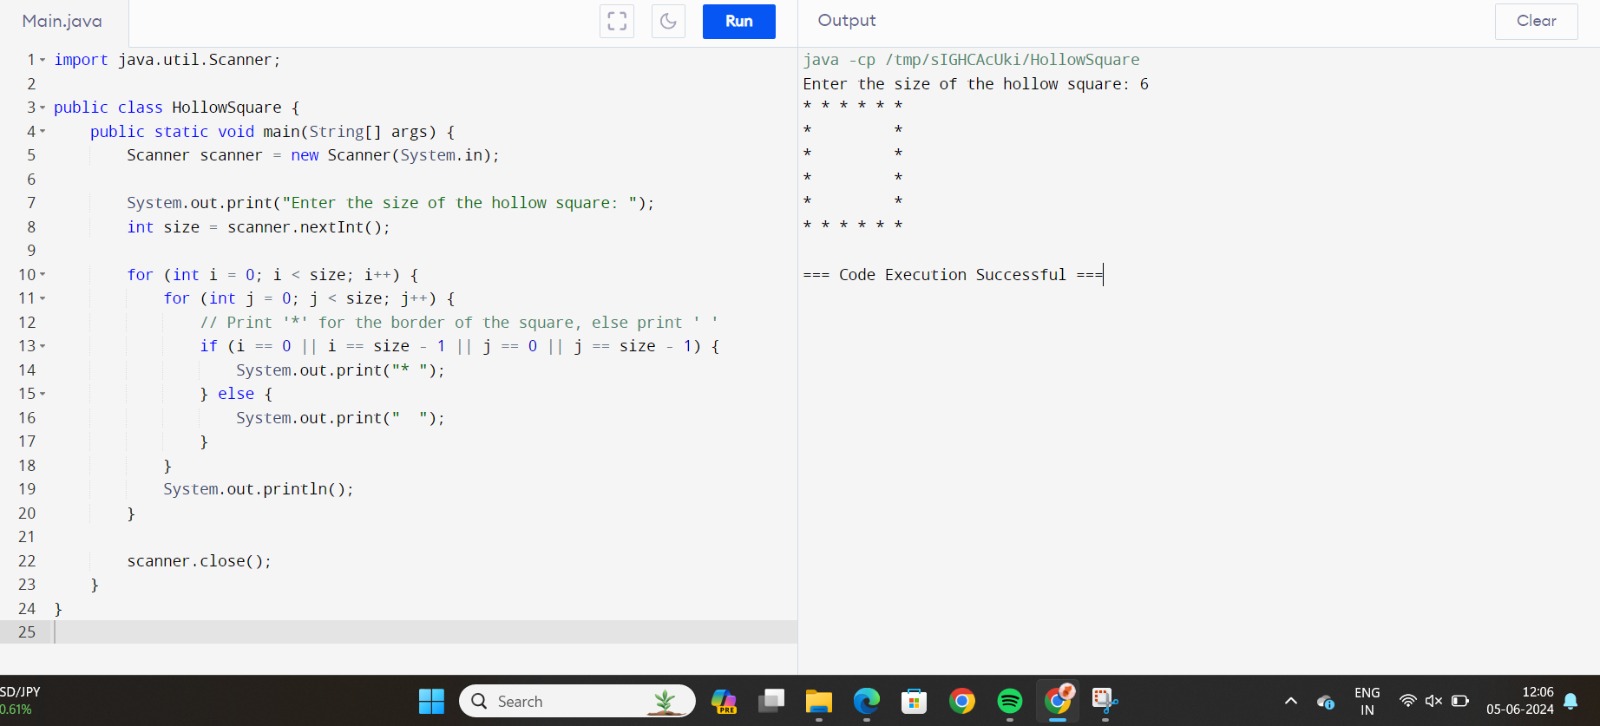 Main.java
Run
Output
Clear
1 import java.util.Scanner;
2
3 public class HollowSquare {
4     public static void main(String[] args) {
5         Scanner scanner = new Scanner(System.in);
6
7         System.out.print("Enter the size of the hollow square: ");
8         int size = scanner.nextInt();
9
10         for (int i = 0; i < size; i++) {
11             for (int j = 0; j < size; j++) {
12                 // Print '*' for the border of the square, else print ' '
13                 if (i == 0 || i == size - 1 || j == 0 || j == size - 1) {
14                     System.out.print("* ");
15                 } else {
16                     System.out.print("  ");
17                 }
18             }
19             System.out.println();
20         }
21
22         scanner.close();
23     }
24 }
25
java -cp /tmp/sIGHCAcUki/HollowSquare
Enter the size of the hollow square: 6
* * * * * *
*         *
*         *
*         *
*         *
* * * * * *
=== Code Execution Successful ===
SD/JPY
0.61%
Search
PRE
ENG
IN
12:06
05-06-2024